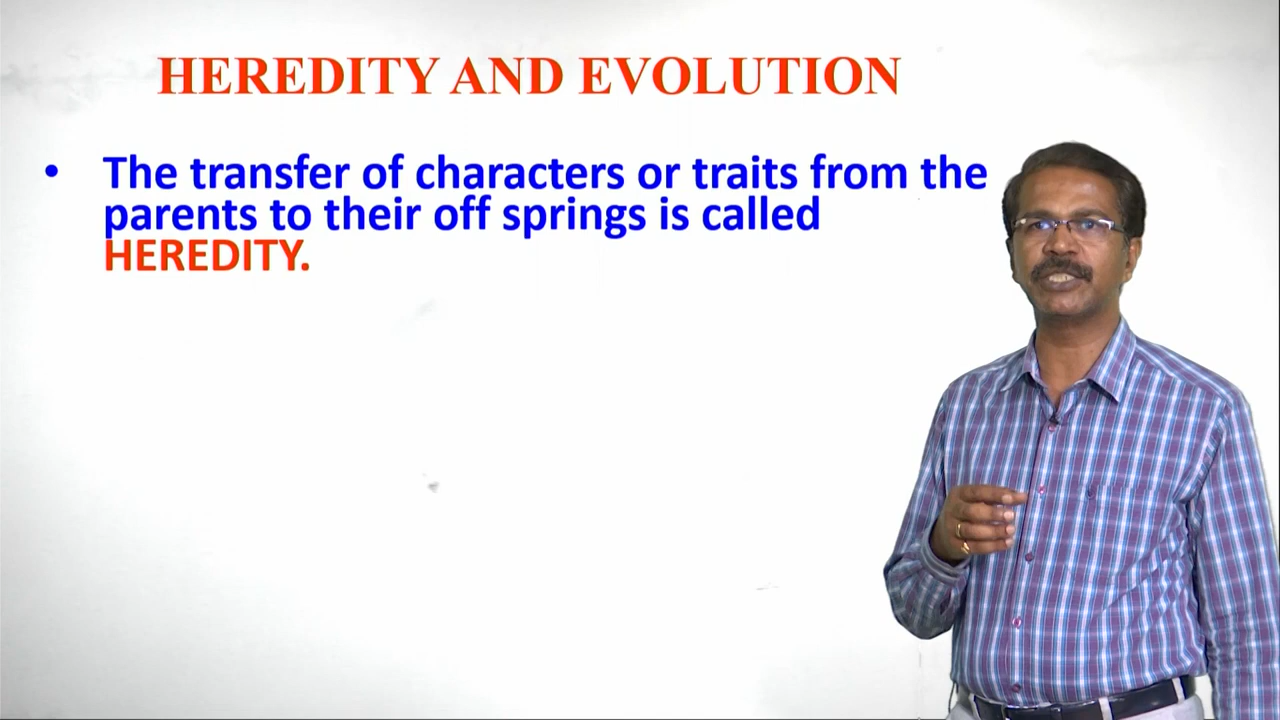 HEREDITY AND EVOLUTION
• The transfer of characters or traits from the
parents to their off springs is called
HEREDITY.